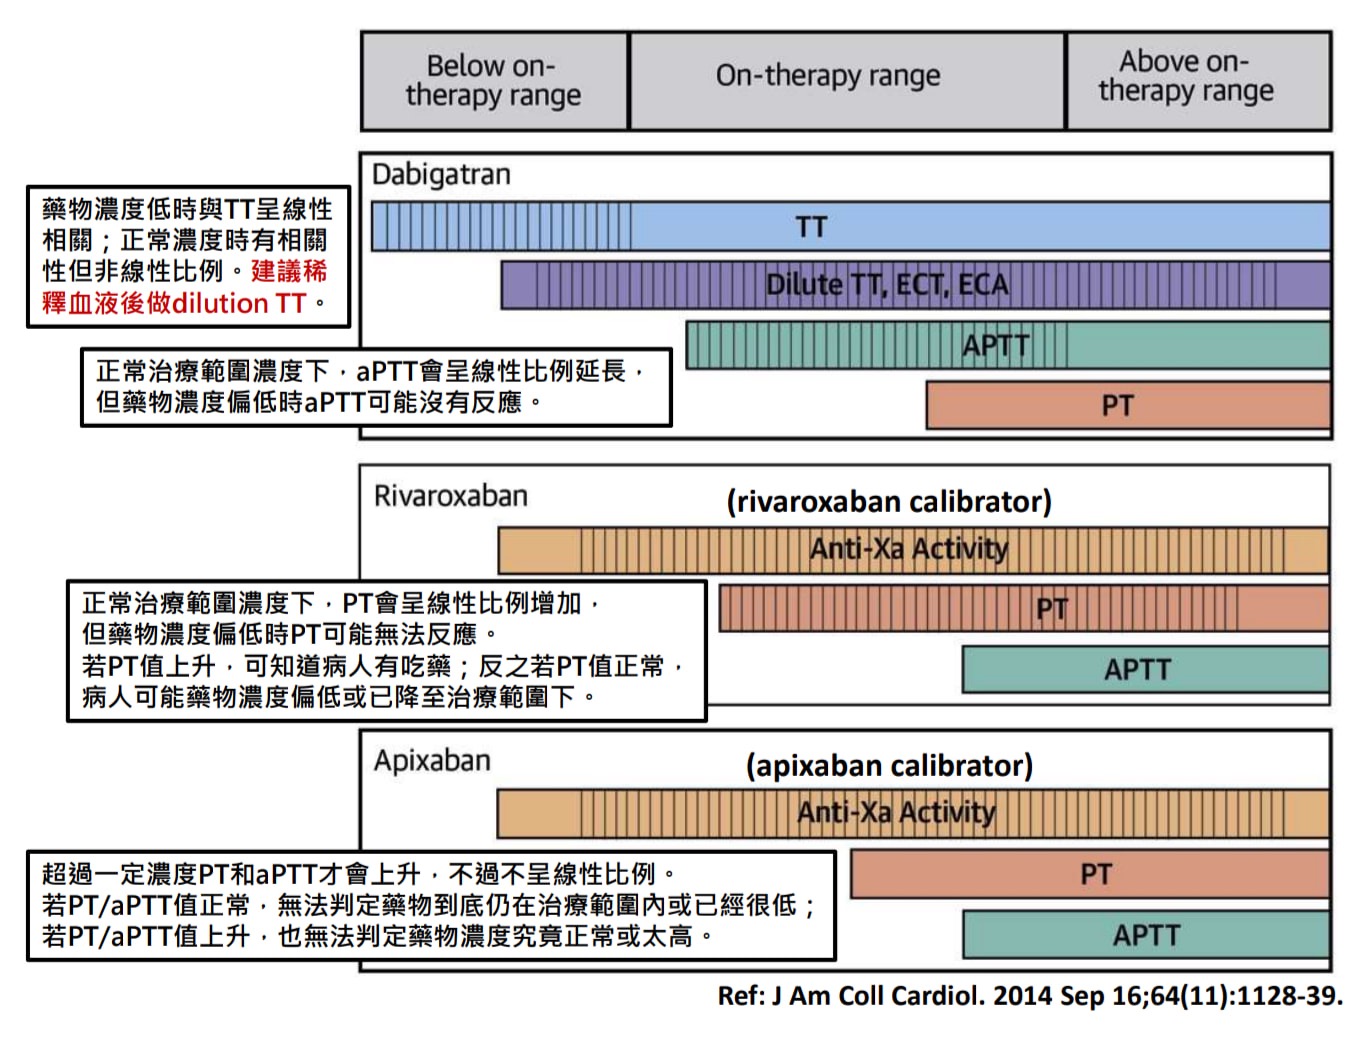 Below on-
therapy range
On-therapy range
Above on-
therapy range
Dabigatran
藥物濃度低時與TT呈線性
相關；正常濃度時有相關
性但非線性比例。建議稀
釋血液後做dilution TT。
TT
Dilute TT, ECT, ECA
正常治療範圍濃度下，aPTT會呈線性比例延長，
但藥物濃度偏低時aPTT可能沒有反應。
APTT
PT
Rivaroxaban
(rivaroxaban calibrator)
Anti-Xa Activity
正常治療範圍濃度下，PT會呈線性比例增加，
但藥物濃度偏低時PT可能無法反應。
若PT值上升，可知道病人有吃藥；反之若PT值正常，
病人可能藥物濃度偏低或已降至治療範圍下。
PT
APTT
Apixaban
(apixaban calibrator)
Anti-Xa Activity
超過一定濃度PT和aPTT才會上升，不過不呈線性比例。
若PT/aPTT值正常，無法判定藥物到底仍在治療範圍內或已經很低；
若PT/aPTT值上升，也無法判定藥物濃度究竟正常或太高。
PT
APTT
Ref: J Am Coll Cardiol. 2014 Sep 16;64(11):1128-39.